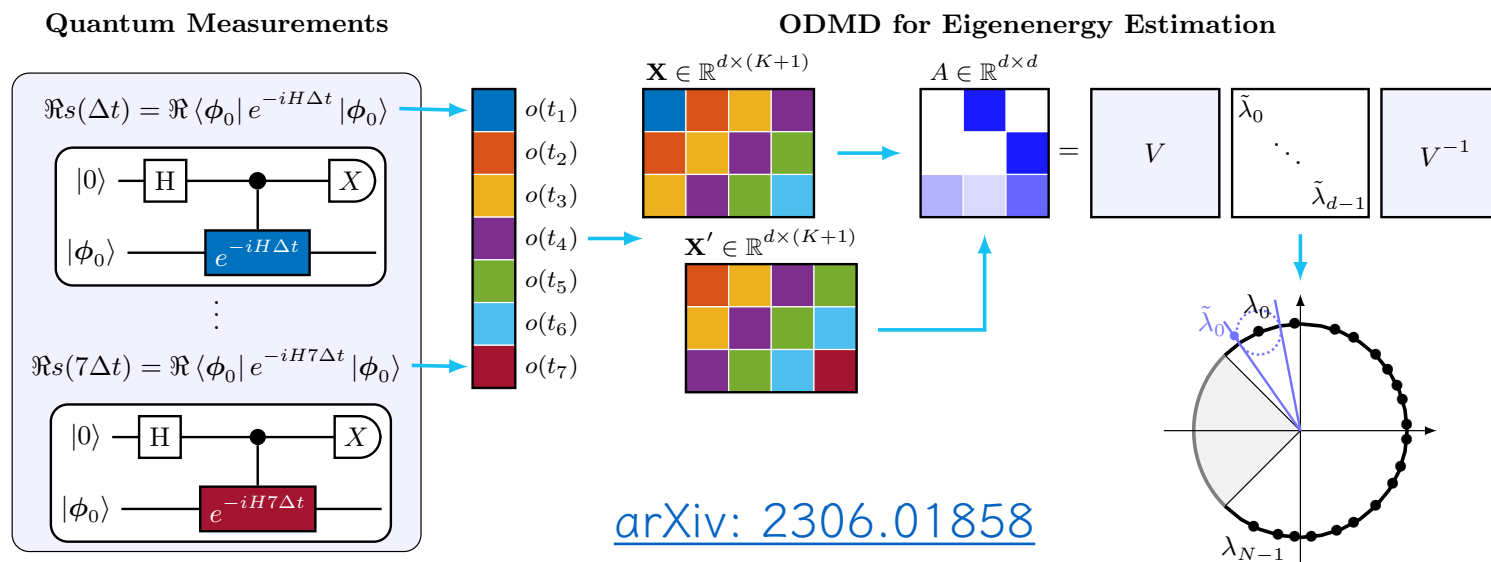 Quantum Measurements
ℜs(Δt) = ℜ ⟨ϕ₀| e^{-iHΔt} |ϕ₀⟩
|0⟩ H X
|ϕ₀⟩ e^{-iHΔt}
⋮
ℜs(7Δt) = ℜ ⟨ϕ₀| e^{-iH7Δt} |ϕ₀⟩
|0⟩ H X
|ϕ₀⟩ e^{-iH7Δt}
o(t₁)
o(t₂)
o(t₃)
o(t₄)
o(t₅)
o(t₆)
o(t₇)
ODMD for Eigenenergy Estimation
X ∈ ℝ^{d×(K+1)}
X′ ∈ ℝ^{d×(K+1)}
A ∈ ℝ^{d×d}
=
V
λ̃₀
⋱
λ̃_{d−1}
V^{−1}
λ̃₀
λ₀
λ_{N−1}
arXiv: 2306.01858